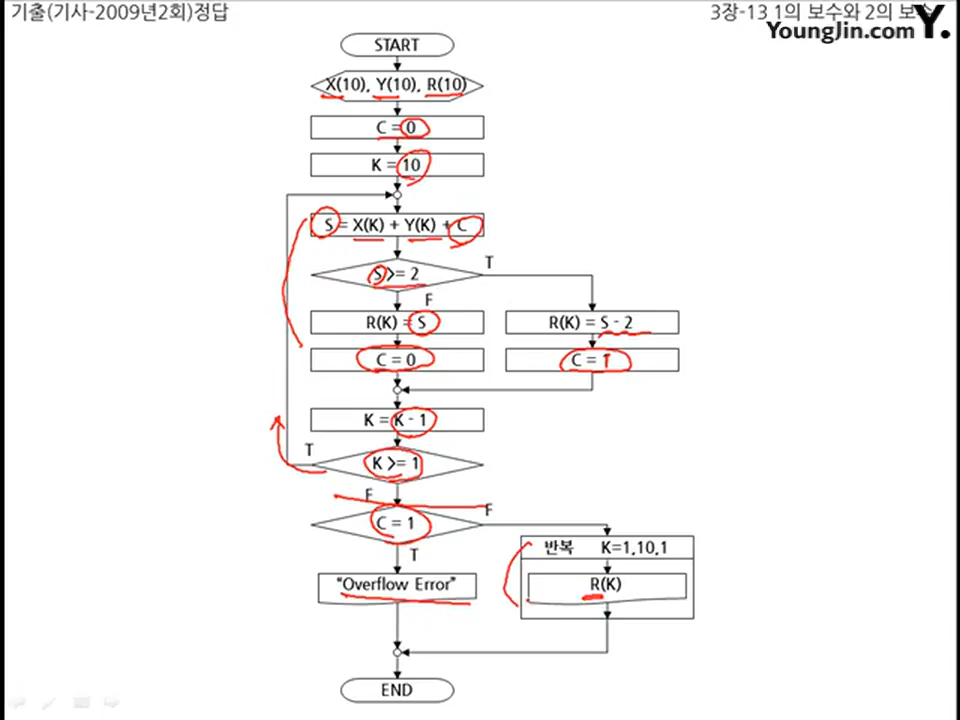 기출(기사-2009년2회)정답
3장-13 1의 보수와 2의 보수
YoungJin.com Y.
START
X(10), Y(10), R(10)
C = 0
K = 10
S = X(K) + Y(K) + C
S >= 2
T
F
R(K) = S
R(K) = S - 2
C = 0
C = 1
K = K - 1
T
K >= 1
F
C = 1
F
T
반복 K=1,10,1
"Overflow Error"
R(K)
END